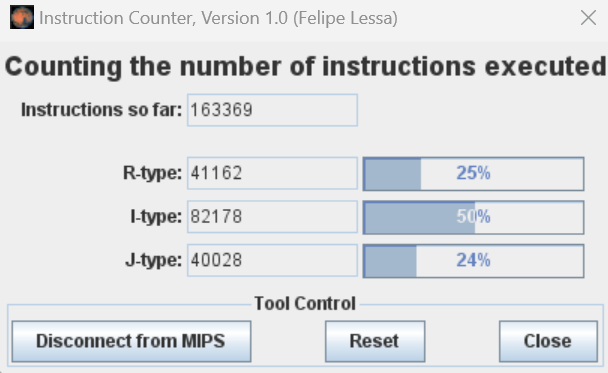 Instruction Counter, Version 1.0 (Felipe Lessa)
Counting the number of instructions executed
Instructions so far: 163369
R-type: 41162 25%
I-type: 82178 50%
J-type: 40028 24%
Tool Control
Disconnect from MIPS Reset Close